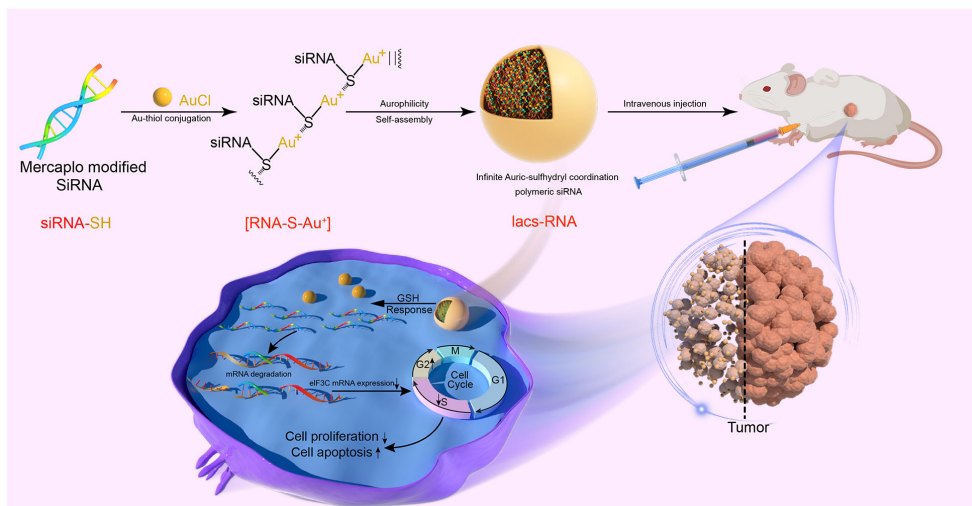 siRNA
Au⁺
S
siRNA
Au⁺
S
siRNA
Au⁺
S
AuCl
Au-thiol conjugation
Aurophilicity
Self-assembly
Intravenous injection
Mercaplo modified
SiRNA
Infinite Auric-sulfhydryl coordination
polymeric siRNA
siRNA-SH
[RNA-S-Au⁺]
Iacs-RNA
GSH
Response
mRNA degradation
eIF3C mRNA expression↓
M
G2↑
G1
Cell
Cycle
↓S
Cell proliferation ↓
Cell apoptosis ↑
Tumor